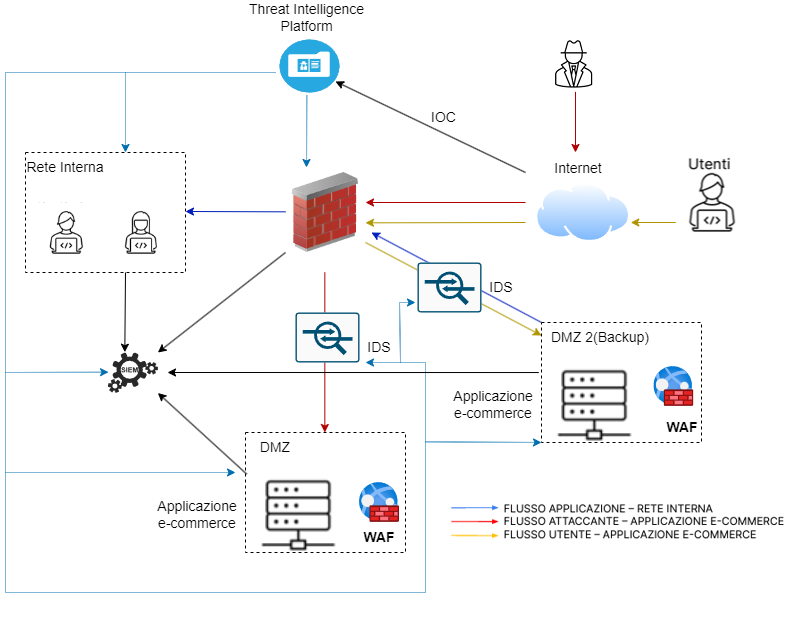 Threat Intelligence
Platform
IOC
Internet
Utenti
Rete Interna
IDS
IDS
DMZ 2(Backup)
SIEM
Applicazione
e-commerce
WAF
DMZ
Applicazione
e-commerce
WAF
FLUSSO APPLICAZIONE – RETE INTERNA
FLUSSO ATTACCANTE – APPLICAZIONE E-COMMERCE
FLUSSO UTENTE – APPLICAZIONE E-COMMERCE